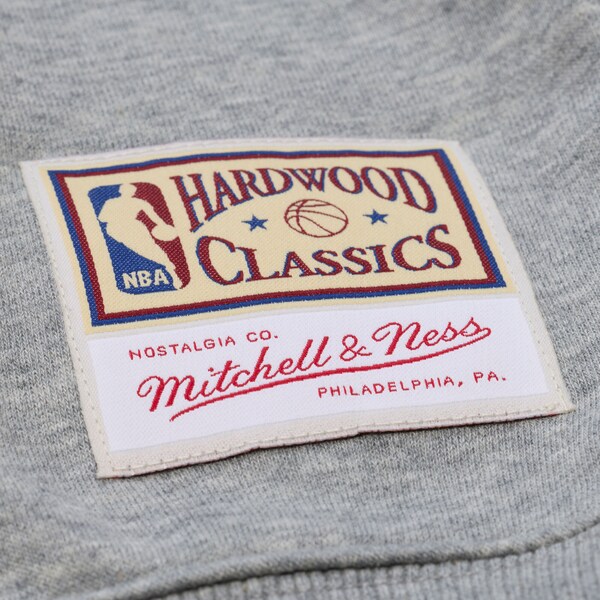 HARDWOOD
CLASSICS
NBA
NOSTALGIA CO.
Mitchell & Ness
PHILADELPHIA, PA.